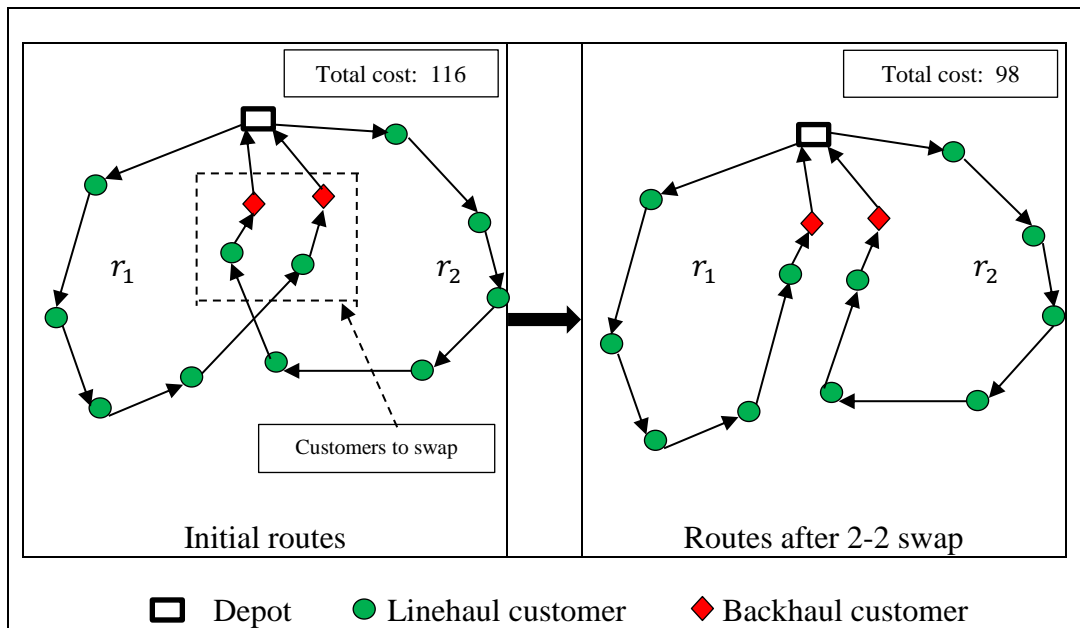 Total cost: 116
r₁
r₂
Customers to swap
Initial routes
Total cost: 98
r₁
r₂
Routes after 2-2 swap
Depot
Linehaul customer
Backhaul customer